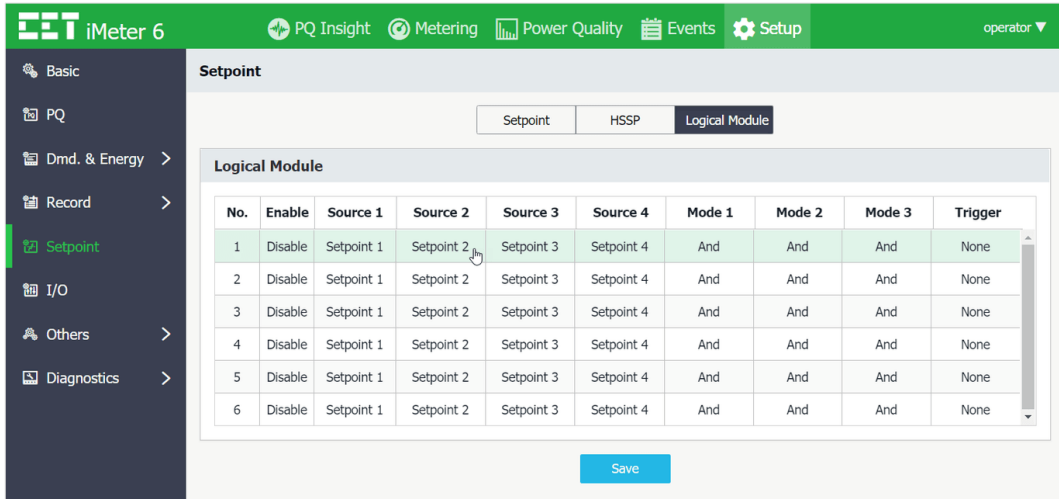 CET iMeter 6 PQ Insight Metering Power Quality Events Setup operator ▼
Basic
PQ
Dmd. & Energy >
Record >
Setpoint
I/O
Others >
Diagnostics >
Setpoint
Setpoint HSSP Logical Module
Logical Module
No. Enable Source 1 Source 2 Source 3 Source 4 Mode 1 Mode 2 Mode 3 Trigger
1 Disable Setpoint 1 Setpoint 2 Setpoint 3 Setpoint 4 And And And None
2 Disable Setpoint 1 Setpoint 2 Setpoint 3 Setpoint 4 And And And None
3 Disable Setpoint 1 Setpoint 2 Setpoint 3 Setpoint 4 And And And None
4 Disable Setpoint 1 Setpoint 2 Setpoint 3 Setpoint 4 And And And None
5 Disable Setpoint 1 Setpoint 2 Setpoint 3 Setpoint 4 And And And None
6 Disable Setpoint 1 Setpoint 2 Setpoint 3 Setpoint 4 And And And None
Save